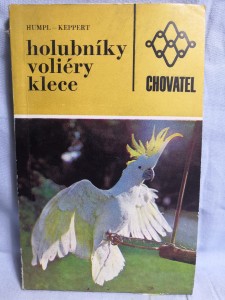 HUMPL - KEPPERT
holubníky
voliéry
klece
CHOVATEL